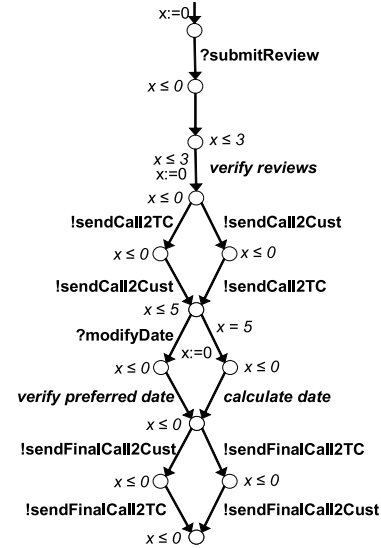 x:=0
?submitReview
x ≤ 0
x ≤ 3
x ≤ 3
x:=0
verify reviews
x ≤ 0
!sendCall2TC !sendCall2Cust
x ≤ 0 x ≤ 0
!sendCall2Cust !sendCall2TC
x ≤ 5
?modifyDate x = 5
x:=0
x ≤ 0 x ≤ 0
verify preferred date calculate date
x ≤ 0
!sendFinalCall2Cust !sendFinalCall2TC
x ≤ 0 x ≤ 0
!sendFinalCall2TC !sendFinalCall2Cust
x ≤ 0